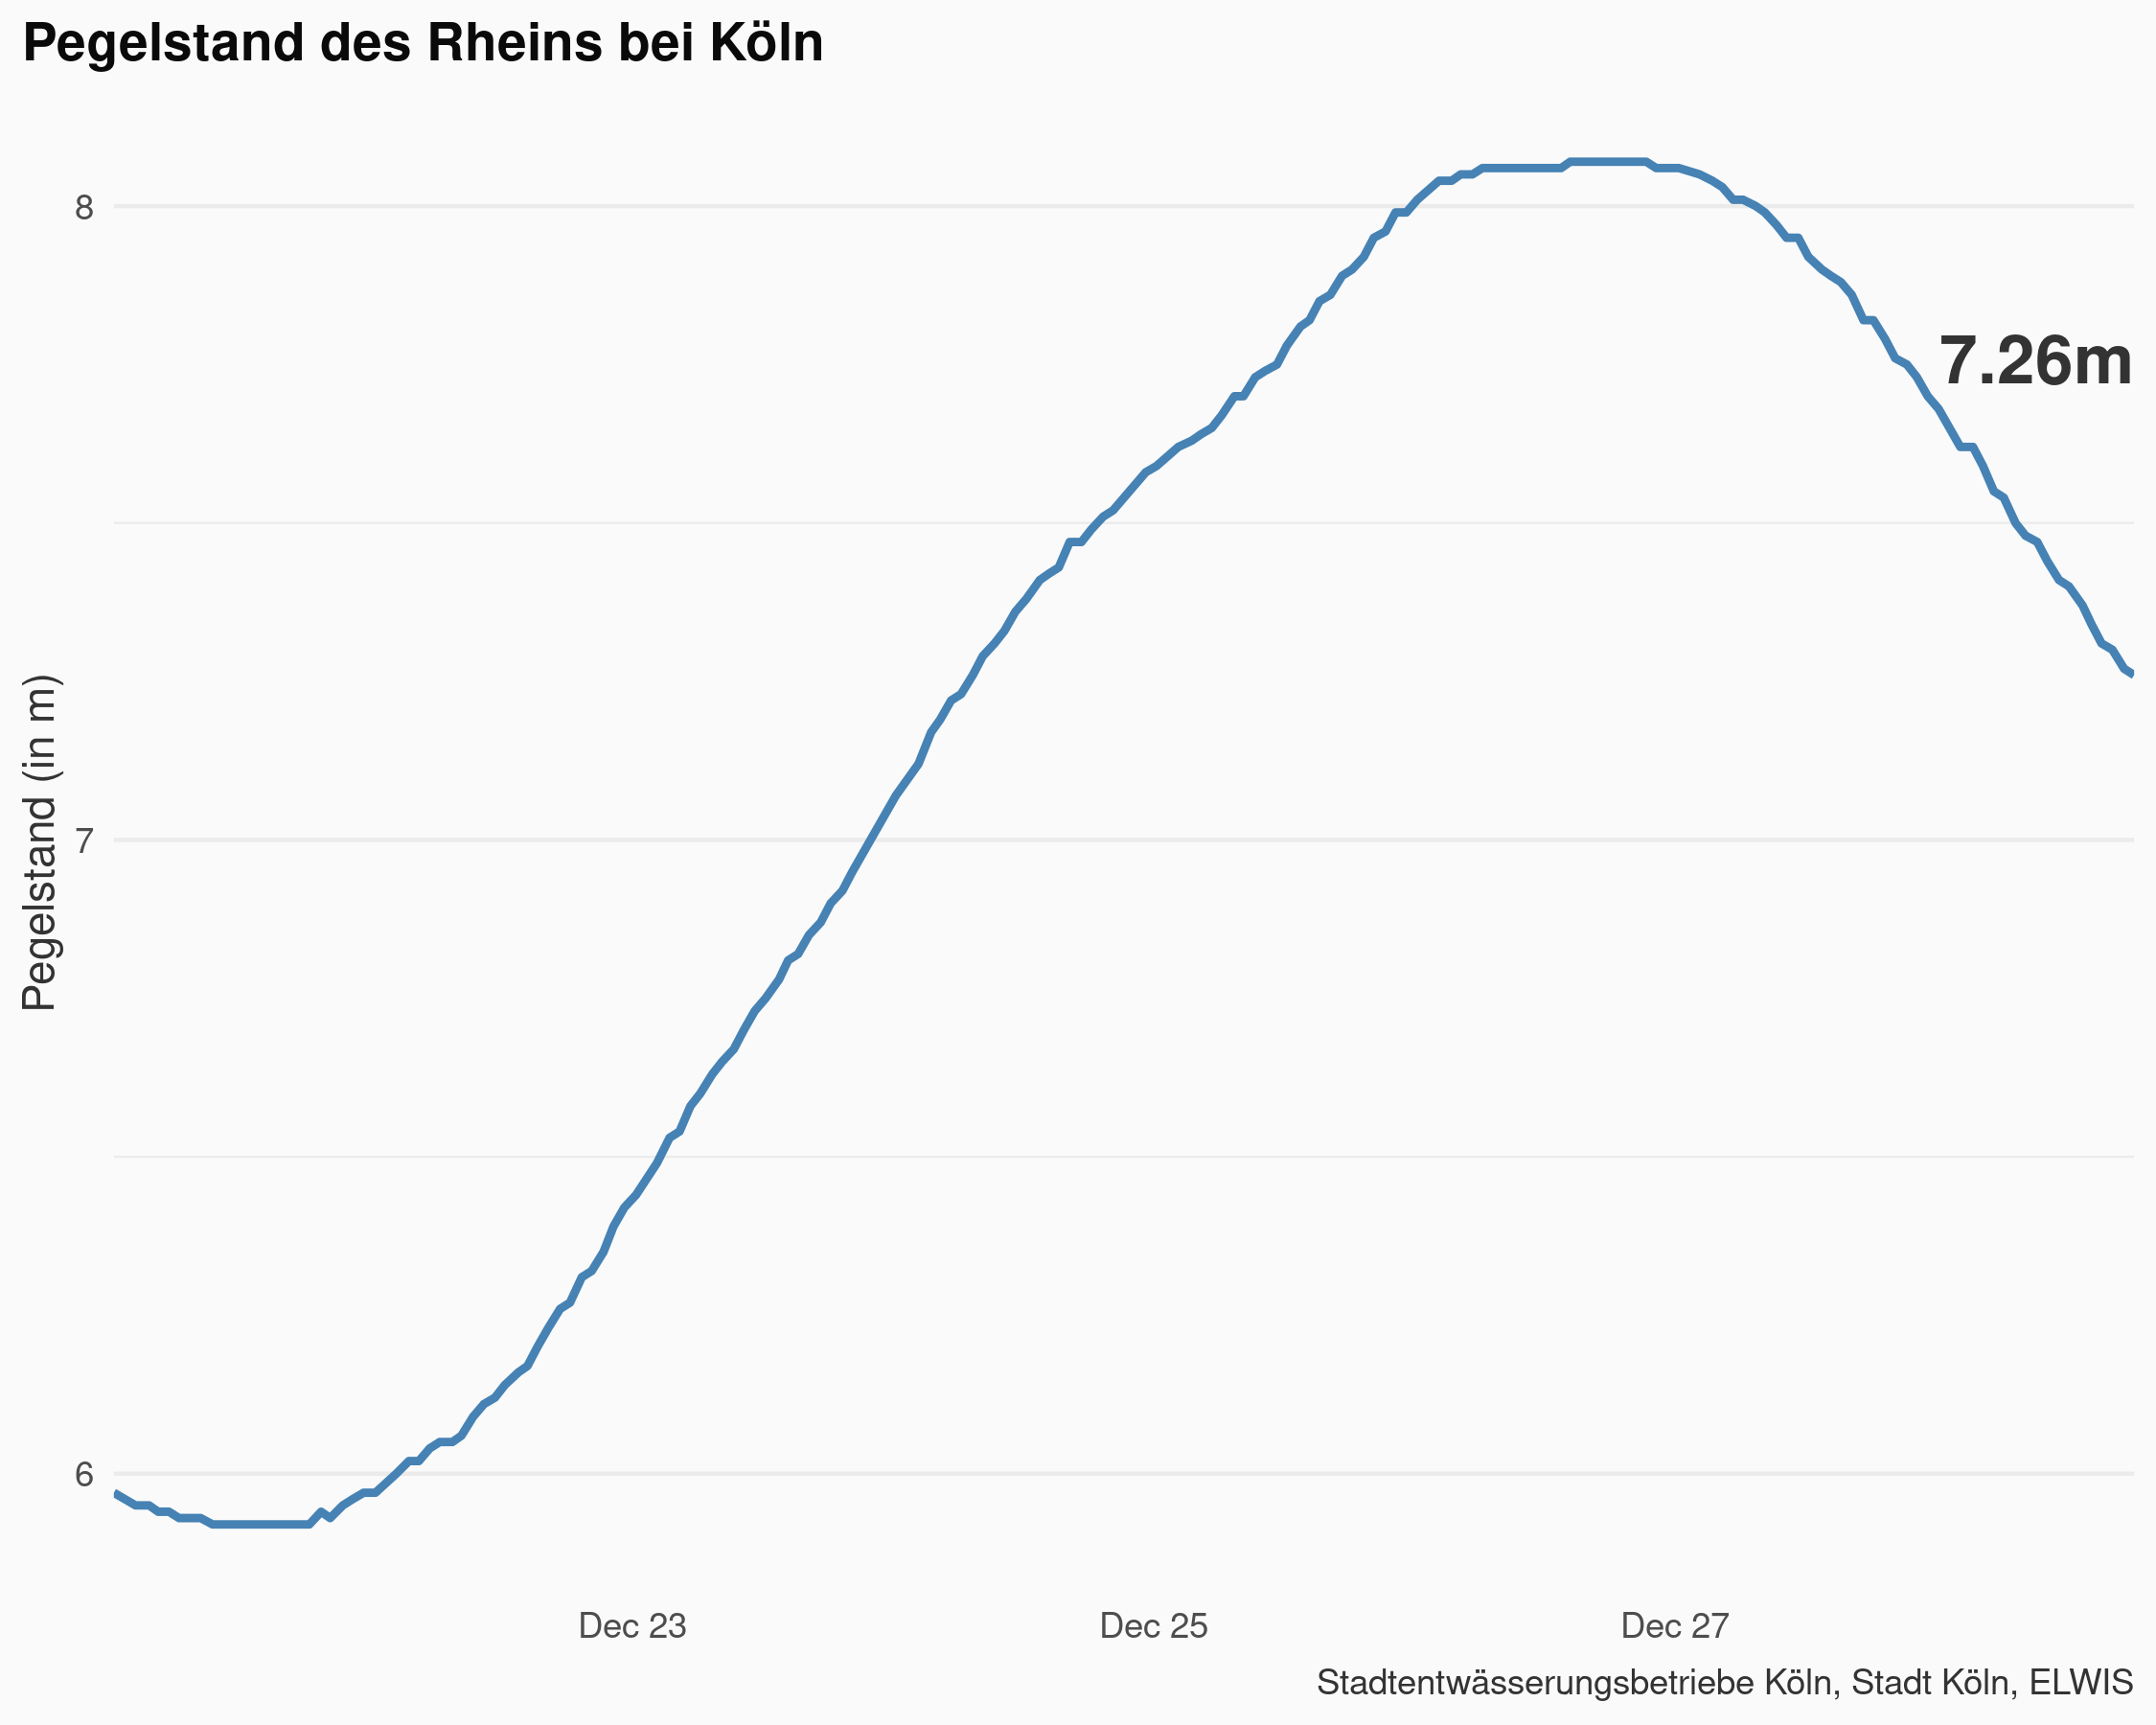 Pegelstand des Rheins bei Köln
8
7.26m
7
6
Pegelstand (in m)
Dec 23
Dec 25
Dec 27
Stadtentwässerungsbetriebe Köln, Stadt Köln, ELWIS